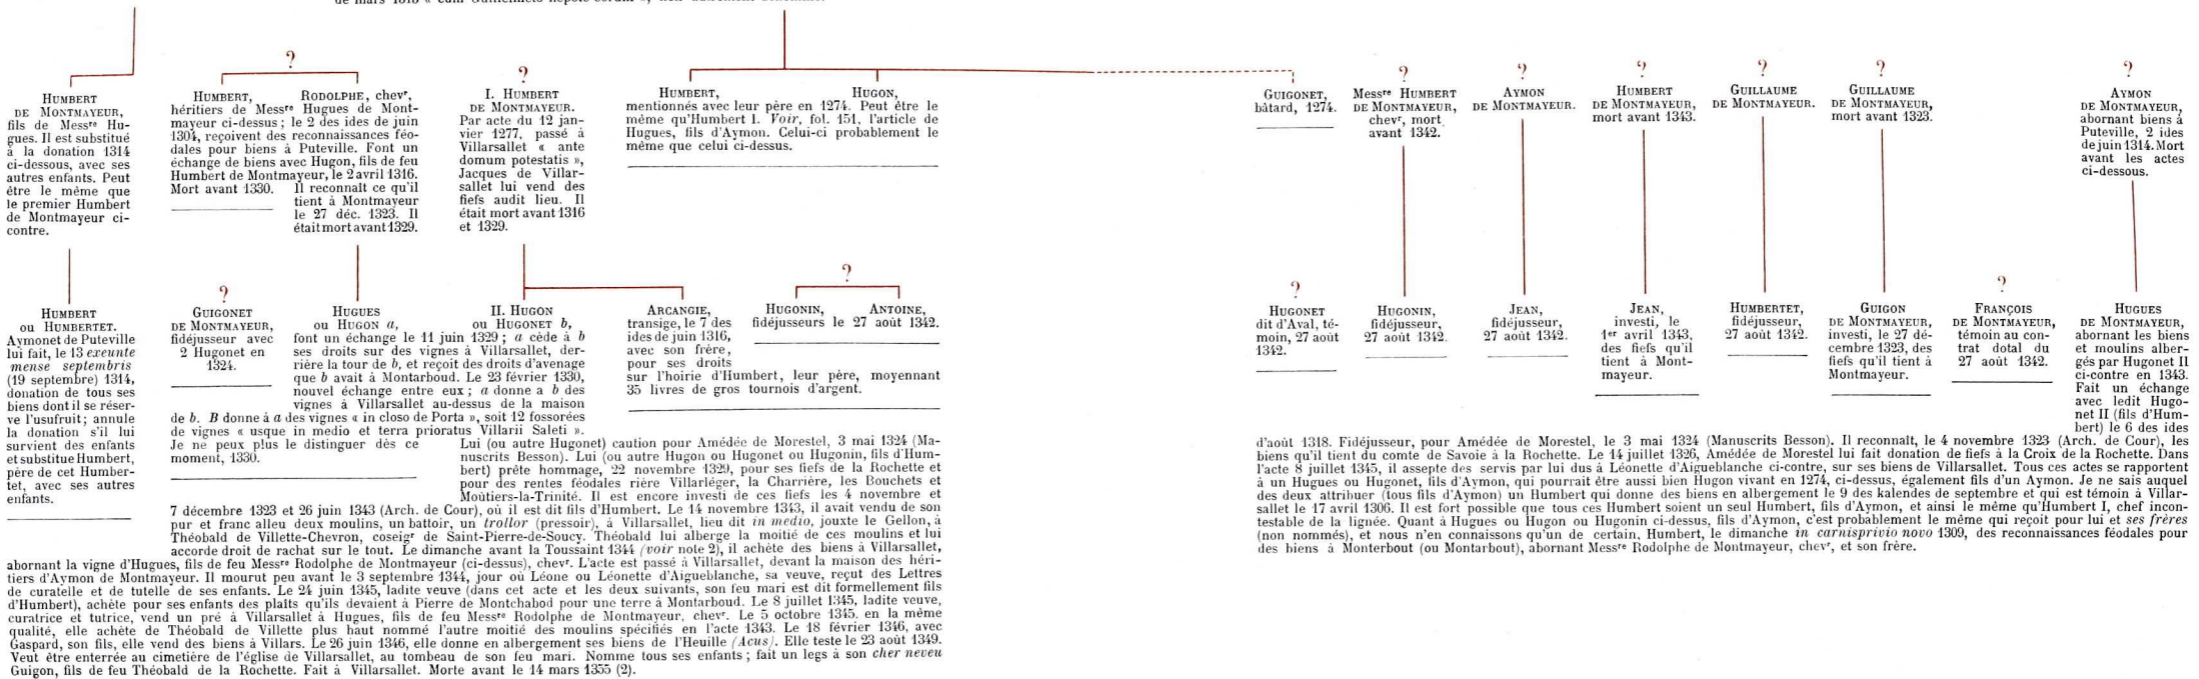 HUMBERT
DE MONTMAYEUR,
fils de Messre Hu-
gues. Il est substitué
à la donation 1314
ci-dessous, avec ses
autres enfants. Peut
être le même que
le premier Humbert
de Montmayeur ci-
contre.
?
HUMBERT, RODOLPHE, chevr,
héritiers de Messre Hugues de Mont-
mayeur ci-dessus ; le 2 des ides de juin
1304, reçoivent des reconnaissances féo-
dales pour biens à Puteville. Font un
échange de biens avec Hugon, fils de feu
Humbert de Montmayeur, le 2 avril 1316.
Mort avant 1330.
Il reconnaît ce qu'il
tient à Montmayeur
le 27 déc. 1323. Il
était mort avant 1329.
?
I. HUMBERT
DE MONTMAYEUR.
Par acte du 12 jan-
vier 1277, passé à
Villarsallet « ante
domum potestatis »,
Jacques de Villar-
sallet lui vend des
fiefs audit lieu. Il
était mort avant 1316
et 1329.
HUMBERT, HUGON,
mentionnés avec leur père en 1274. Peut être le
même qu'Humbert I. Voir, fol. 151, l'article de
Hugues, fils d'Aymon. Celui-ci probablement le
même que celui ci-dessus.
GUIGONET,
bâtard, 1274.
?
Messre HUMBERT
DE MONTMAYEUR,
chevr, mort
avant 1342.
?
AYMON
DE MONTMAYEUR.
?
HUMBERT
DE MONTMAYEUR,
mort avant 1343.
?
GUILLAUME
DE MONTMAYEUR.
?
GUILLAUME
DE MONTMAYEUR,
mort avant 1323.
?
AYMON
DE MONTMAYEUR,
abornant biens à
Puteville, 2 ides
de juin 1314. Mort
avant les actes
ci-dessous.
HUMBERT
ou HUMBERTET.
Aymonet de Puteville
lui fait, le 13 exeunte
mense septembris
(19 septembre) 1314,
donation de tous ses
biens dont il se réser-
ve l'usufruit ; annule
la donation s'il lui
survient des enfants
et substitue Humbert,
père de cet Humber-
tet, avec ses autres
enfants.
?
GUIGONET
DE MONTMAYEUR,
fidéjusseur avec
2 Hugonet en
1324.
HUGUES II. HUGON
ou HUGON a, ou HUGONET b,
font un échange le 11 juin 1329 ; a cède à b
ses droits sur des vignes à Villarsallet, der-
rière la tour de b, et reçoit des droits d'avenage
que b avait à Montarboud. Le 23 février 1330,
nouvel échange entre eux ; a donne a b des
vignes à Villarsallet au-dessus de la maison
de b. B donne à a des vignes « in closo de Porta », soit 12 fossorées
de vignes « usque in medio et terra prioratus Villarii Saleti ».
Je ne peux plus le distinguer dès ce
moment, 1330.
ARCANGIE,
transige, le 7 des
ides de juin 1316,
avec son frère,
pour ses droits
sur l'hoirie d'Humbert, leur père, moyennant
35 livres de gros tournois d'argent.
?
HUGONIN, ANTOINE,
fidéjusseurs le 27 août 1342.
Lui (ou autre Hugonet) caution pour Amédée de Morestel, 3 mai 1324 (Ma-
nuscrits Besson). Lui (ou autre Hugon ou Hugonet ou Hugonin, fils d'Hum-
bert) prête hommage, 22 novembre 1329, pour ses fiefs de la Rochette et
pour des rentes féodales rière Villarléger, la Charrière, les Bouchets et
Moûtiers-la-Trinité. Il est encore investi de ces fiefs les 4 novembre et
7 décembre 1323 et 26 juin 1343 (Arch. de Cour), où il est dit fils d'Humbert. Le 14 novembre 1343, il avait vendu de son
pur et franc alleu deux moulins, un battoir, un trollor (pressoir), à Villarsallet, lieu dit in medio, jouxte le Gellon, à
Théobald de Villette-Chevron, coseigr de Saint-Pierre-de-Soucy. Théobald lui alberge la moitié de ces moulins et lui
accorde droit de rachat sur le tout. Le dimanche avant la Toussaint 1344 (voir note 2), il achète des biens à Villarsallet,
abornant la vigne d'Hugues, fils de feu Messre Rodolphe de Montmayeur (ci-dessus), chevr. L'acte est passé à Villarsallet, devant la maison des héri-
tiers d'Aymon de Montmayeur. Il mourut peu avant le 3 septembre 1344, jour où Léone ou Léonette d'Aigueblanche, sa veuve, reçut des Lettres
de curatelle et de tutelle de ses enfants. Le 24 juin 1345, ladite veuve (dans cet acte et les deux suivants, son feu mari est dit formellement fils
d'Humbert), achète pour ses enfants des plaîts qu'ils devaient à Pierre de Montchabod pour une terre à Montarboud. Le 8 juillet 1345, ladite veuve,
curatrice et tutrice, vend un pré à Villarsallet à Hugues, fils de feu Messre Rodolphe de Montmayeur, chevr. Le 5 octobre 1345, en la même
qualité, elle achète de Théobald de Villette plus haut nommé l'autre moitié des moulins spécifiés en l'acte 1343. Le 18 février 1346, avec
Gaspard, son fils, elle vend des biens à Villars. Le 26 juin 1346, elle donne en albergement ses biens de l'Heuille (Acus). Elle teste le 23 août 1349.
Veut être enterrée au cimetière de l'église de Villarsallet, au tombeau de son feu mari. Nomme tous ses enfants ; fait un legs à son cher neveu
Guigon, fils de feu Théobald de la Rochette. Fait à Villarsallet. Morte avant le 14 mars 1355 (2).
?
HUGONET
dit d'Aval, té-
moin, 27 août
1342.
HUGONIN,
fidéjusseur,
27 août 1342.
JEAN,
fidéjusseur,
27 août 1342.
JEAN,
investi, le
1er avril 1343,
des fiefs qu'il
tient à Mont-
mayeur.
HUMBERTET,
fidéjusseur,
27 août 1342.
GUIGON
DE MONTMAYEUR,
investi, le 27 dé-
cembre 1323, des
fiefs qu'il tient à
Montmayeur.
?
FRANÇOIS
DE MONTMAYEUR,
témoin au con-
trat dotal du
27 août 1342.
HUGUES
DE MONTMAYEUR,
abornant les biens
et moulins alber-
gés par Hugonet II
ci-contre en 1343.
Fait un échange
avec ledit Hugo-
net II (fils d'Hum-
bert) le 6 des ides
d'août 1318. Fidéjusseur, pour Amédée de Morestel, le 3 mai 1324 (Manuscrits Besson). Il reconnaît, le 4 novembre 1323 (Arch. de Cour), les
biens qu'il tient du comte de Savoie à la Rochette. Le 14 juillet 1326, Amédée de Morestel lui fait donation de fiefs à la Croix de la Rochette. Dans
l'acte 8 juillet 1345, il assepte des servis par lui dus à Léonette d'Aigueblanche ci-contre, sur ses biens de Villarsallet. Tous ces actes se rapportent
à un Hugues ou Hugonet, fils d'Aymon, qui pourrait être aussi bien Hugon vivant en 1274, ci-dessus, également fils d'un Aymon. Je ne sais auquel
des deux attribuer (tous fils d'Aymon) un Humbert qui donne des biens en albergement le 9 des kalendes de septembre et qui est témoin à Villar-
sallet le 17 avril 1306. Il est fort possible que tous ces Humbert soient un seul Humbert, fils d'Aymon, et ainsi le même qu'Humbert I, chef incon-
testable de la lignée. Quant à Hugues ou Hugon ou Hugonin ci-dessus, fils d'Aymon, c'est probablement le même qui reçoit pour lui et ses frères
(non nommés), et nous n'en connaissons qu'un de certain, Humbert, le dimanche in carnisprivio novo 1309, des reconnaissances féodales pour
des biens à Monterbout (ou Montarbout), abornant Messre Rodolphe de Montmayeur, chevr, et son frère.